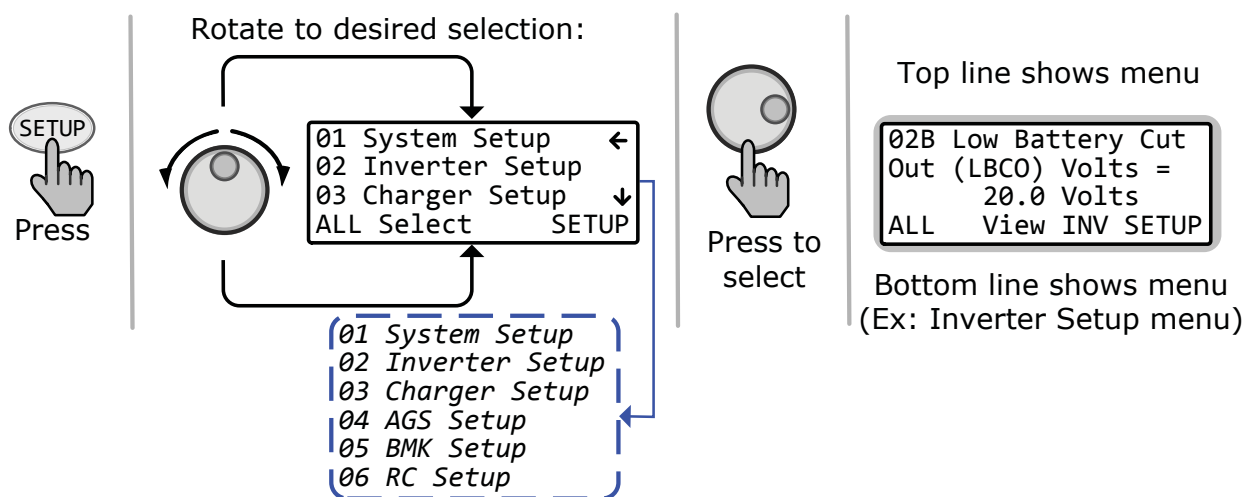 Rotate to desired selection:
SETUP
Press
01 System Setup ←
02 Inverter Setup
03 Charger Setup ↓
ALL Select SETUP
01 System Setup
02 Inverter Setup
03 Charger Setup
04 AGS Setup
05 BMK Setup
06 RC Setup
Press to
select
Top line shows menu
02B Low Battery Cut
Out (LBCO) Volts =
20.0 Volts
ALL View INV SETUP
Bottom line shows menu
(Ex: Inverter Setup menu)